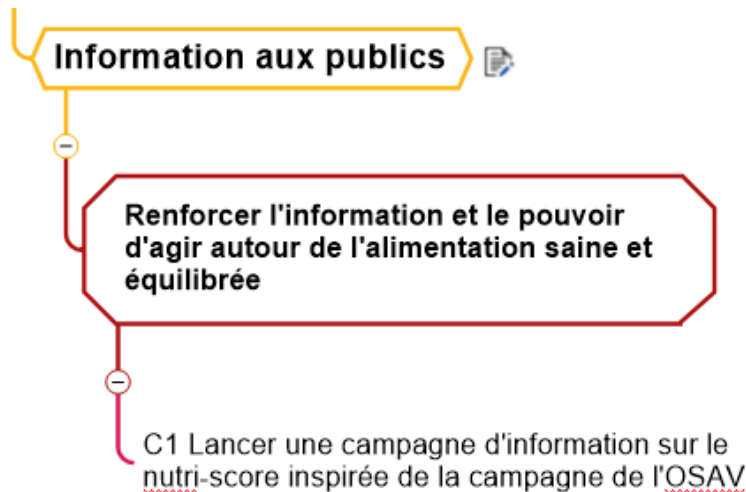 Information aux publics
Renforcer l'information et le pouvoir
d'agir autour de l'alimentation saine et
équilibrée
C1 Lancer une campagne d'information sur le
nutri-score inspirée de la campagne de l'OSAV